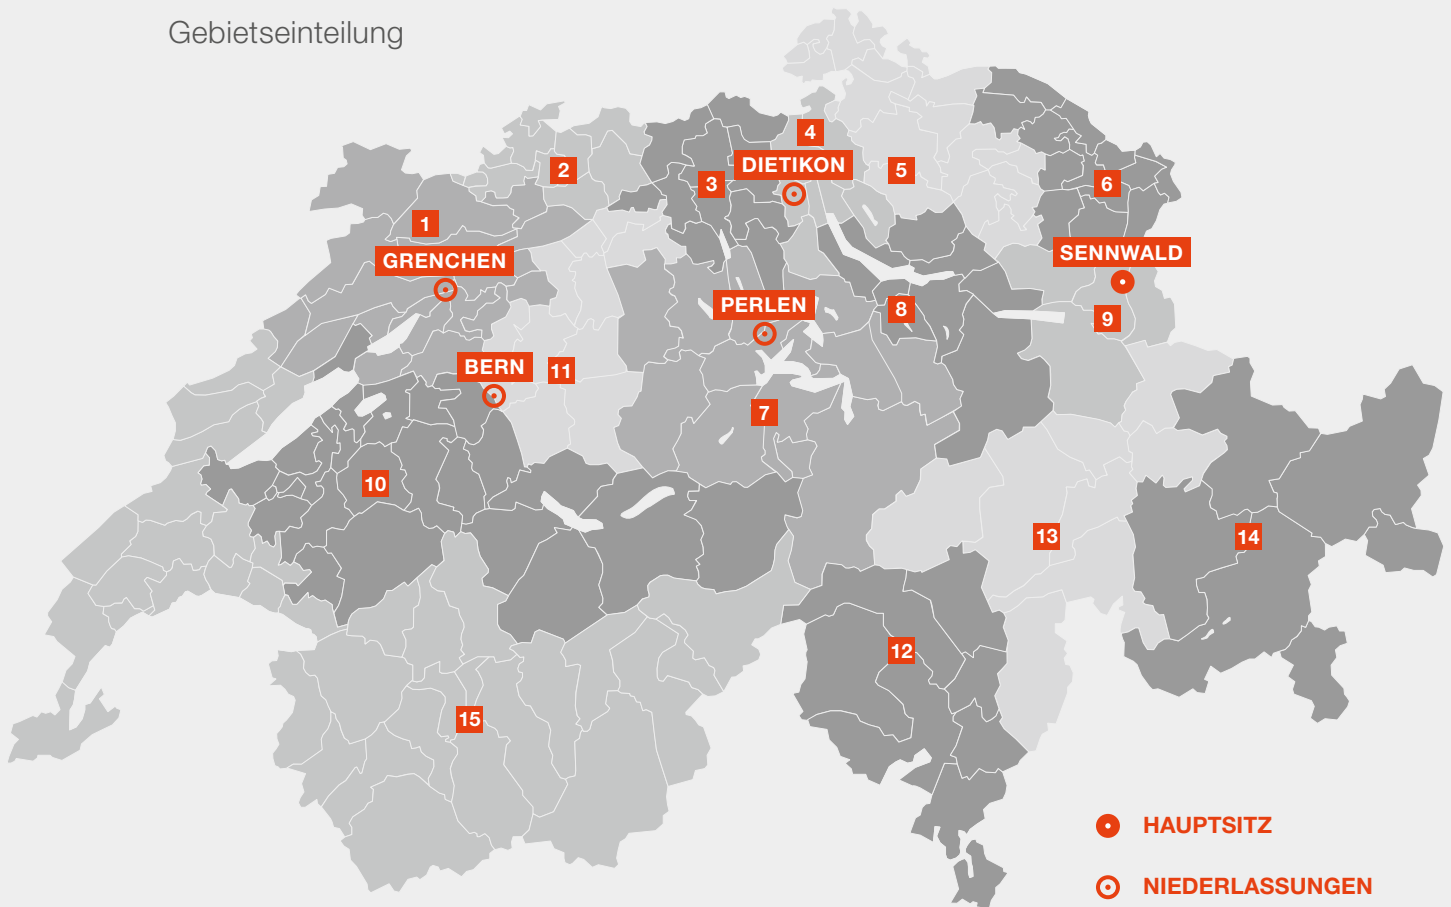 Gebietseinteilung
4
DIETIKON
2
3
5
6
1
GRENCHEN
SENNWALD
PERLEN
8
9
BERN
11
7
10
13
14
12
15
HAUPTSITZ
NIEDERLASSUNGEN